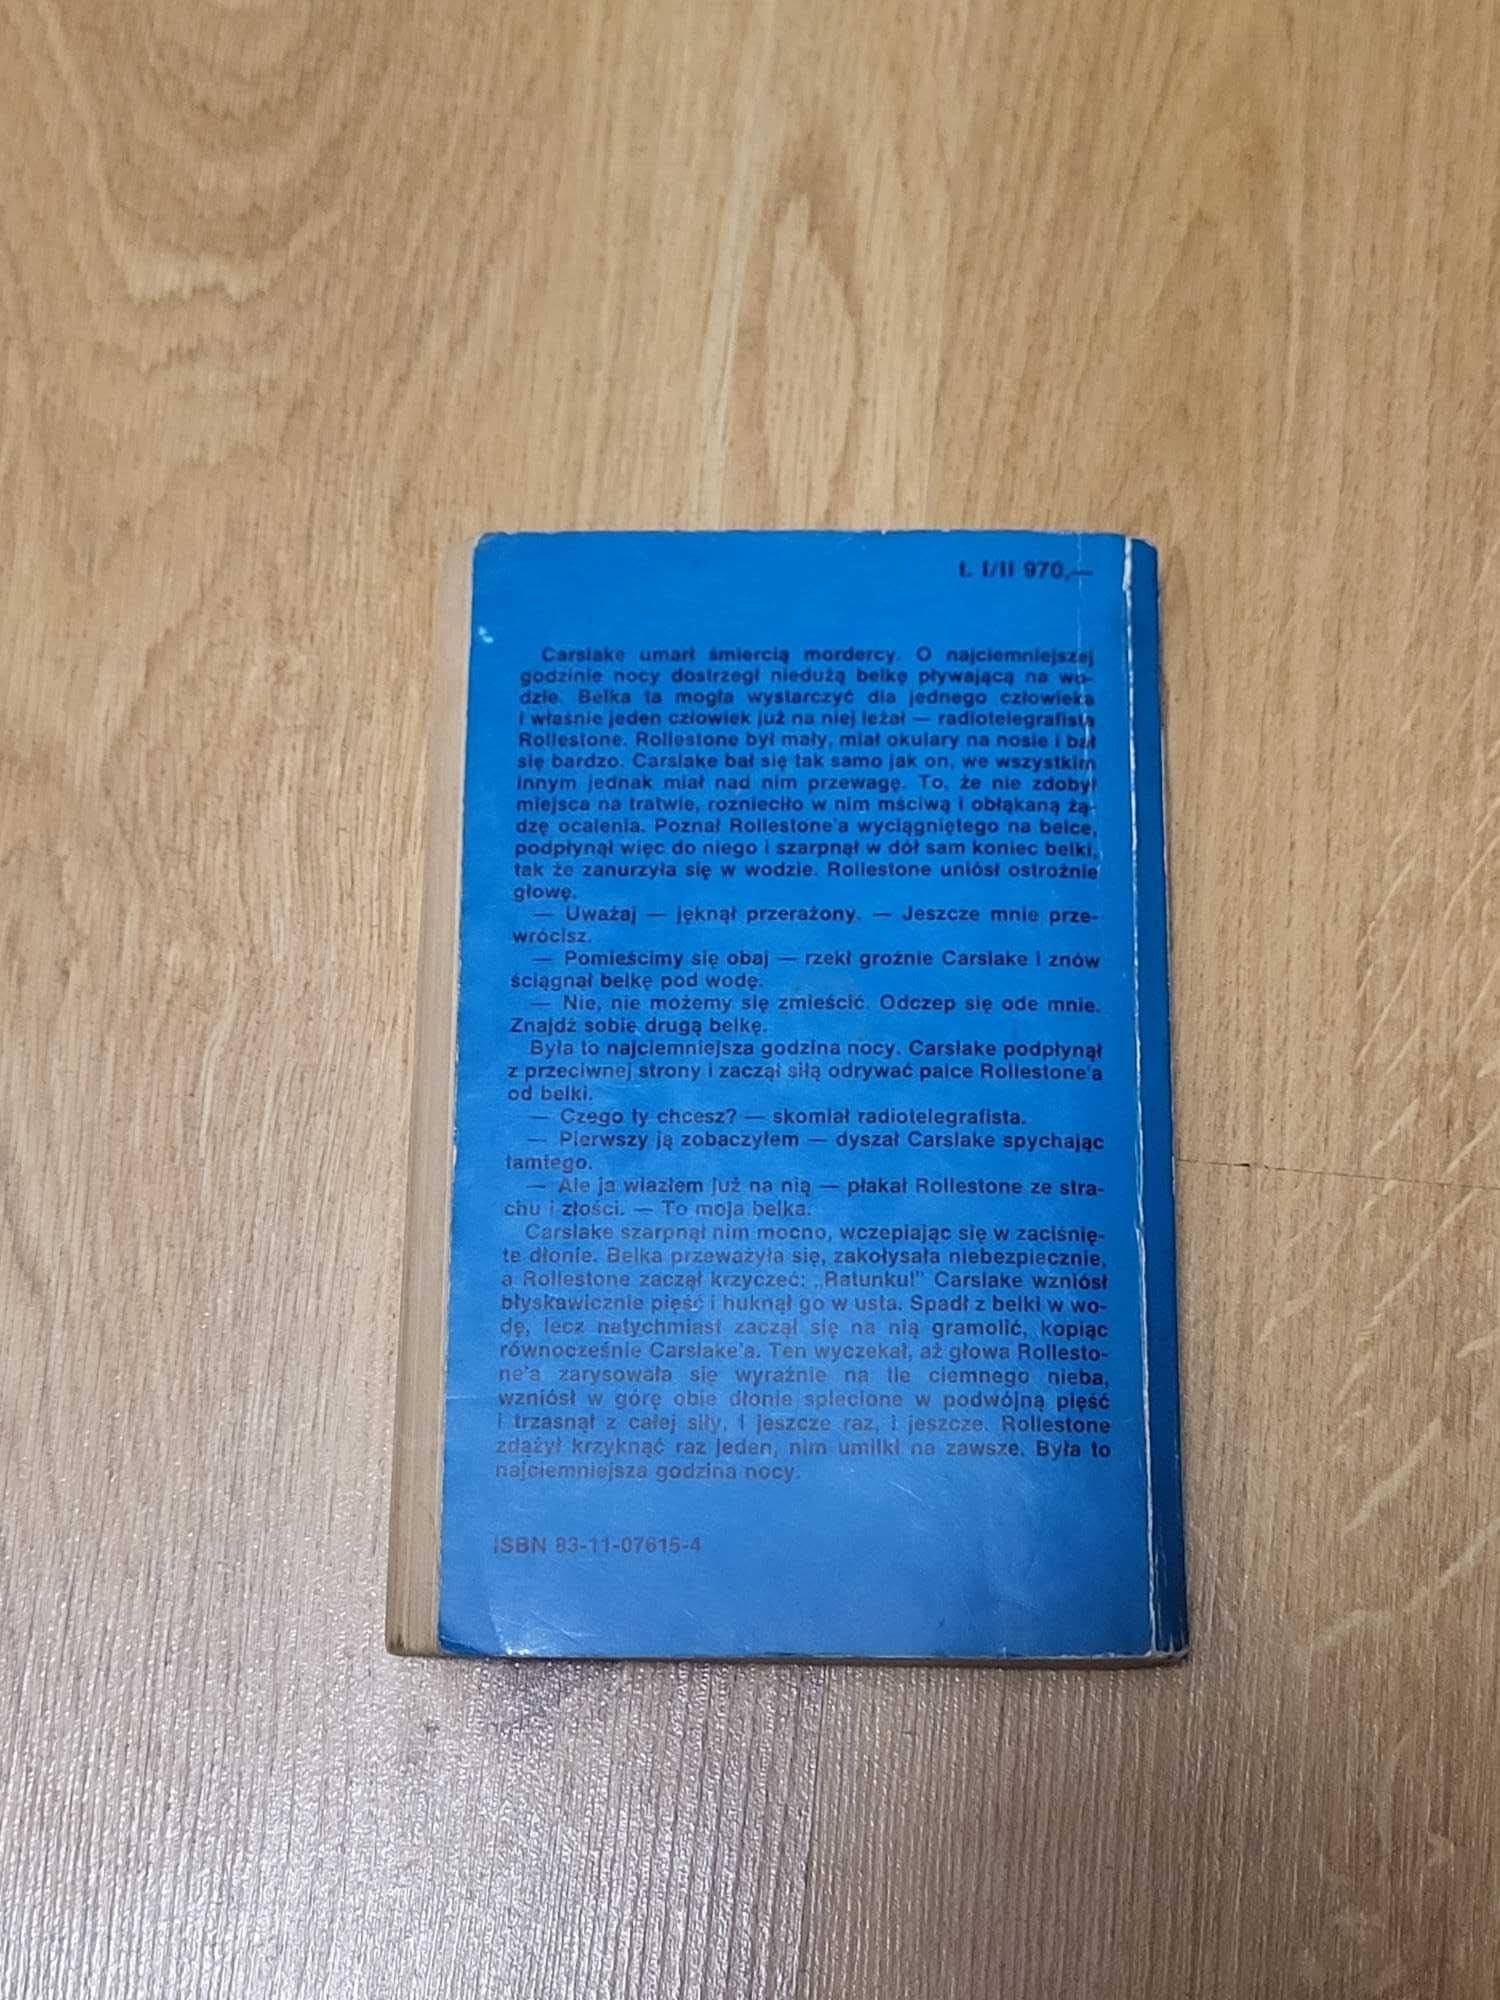 t. I/II 970,—
Carslake umarł śmiercią mordercy. O najciemniejszej
godzinie nocy dostrzegł niedużą belkę pływającą na wo-
dzie. Belka ta mogła wystarczyć dla jednego człowieka
i właśnie jeden człowiek już na niej leżał — radiotelegrafista
Rollestone. Rollestone był mały, miał okulary na nosie i bał
się bardzo. Carslake bał się tak samo jak on, we wszystkim
innym jednak miał nad nim przewagę. To, że nie zdobył
miejsca na tratwie, roznieciło w nim mściwą i obłąkaną żą-
dzę ocalenia. Poznał Rollestone'a wyciągniętego na belce,
podpłynął więc do niego i szarpnął w dół sam koniec belki,
tak że zanurzyła się w wodzie. Rollestone uniósł ostrożnie
głowę.
— Uważaj — jęknął przerażony. — Jeszcze mnie prze-
wrócisz.
— Pomieścimy się obaj — rzekł groźnie Carslake i znów
ściągnał belkę pod wodę.
— Nie, nie możemy się zmieścić. Odczep się ode mnie.
Znajdź sobie drugą belkę.
Była to najciemniejsza godzina nocy. Carslake podpłynął
z przeciwnej strony i zaczął siłą odrywać palce Rollestone'a
od belki.
— Czego ty chcesz? — skomlał radiotelegrafista.
— Pierwszy ją zobaczyłem — dyszał Carslake spychając
tamtego.
— Ale ja wlazłem już na nią — płakał Rollestone ze stra-
chu i złości. — To moja belka.
Carslake szarpnął nim mocno, wczepiając się w zaciśnię-
te dłonie. Belka przeważyła się, zakołysała niebezpiecznie,
a Rollestone zaczął krzyczeć: „Ratunku!” Carslake wzniósł
błyskawicznie pięść i huknął go w usta. Spadł z belki w wo-
dę, lecz natychmiast zaczął się na nią gramolić, kopiąc
równocześnie Carslake'a. Ten wyczekał, aż głowa Rollesto-
ne'a zarysowała się wyraźnie na tle ciemnego nieba,
wzniósł w górę obie dłonie splecione w podwójną pięść
i trzasnął z całej siły, i jeszcze raz, i jeszcze. Rollestone
zdążył krzyknąć raz jeden, nim umilkł na zawsze. Była to
najciemniejsza godzina nocy.
ISBN 83-11-07615-4